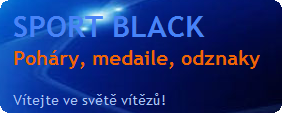 SPORT BLACK
Poháry, medaile, odznaky
Vítejte ve světě vítězů!